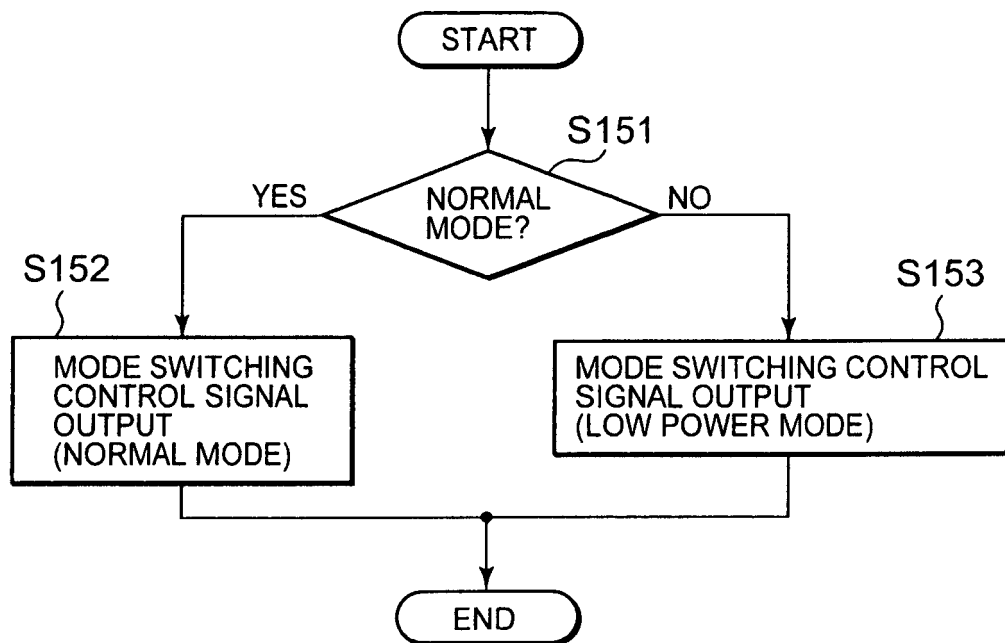 START
S151
YES
NORMAL
MODE?
NO
S152
S153
MODE SWITCHING
CONTROL SIGNAL
OUTPUT
(NORMAL MODE)
MODE SWITCHING CONTROL
SIGNAL OUTPUT
(LOW POWER MODE)
END